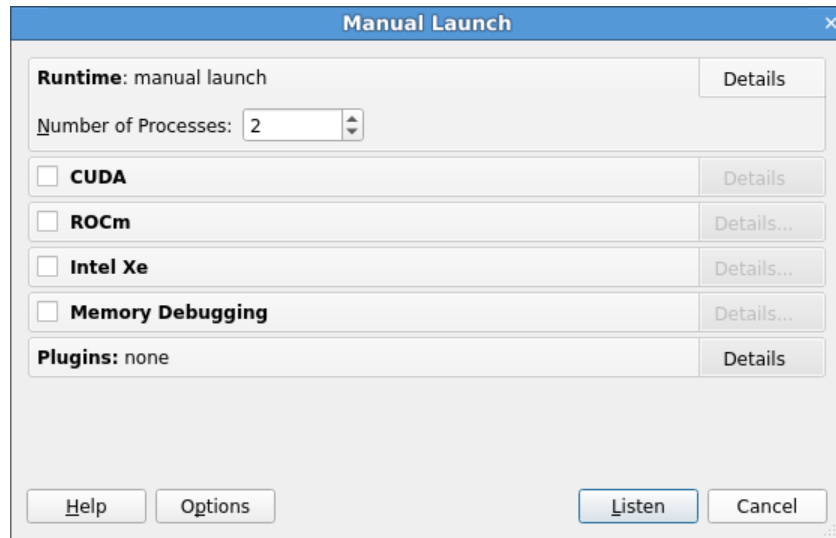 Manual Launch
Runtime: manual launch Details
Number of Processes: 2
CUDA Details
ROCm Details...
Intel Xe Details...
Memory Debugging Details...
Plugins: none Details
Help Options Listen Cancel